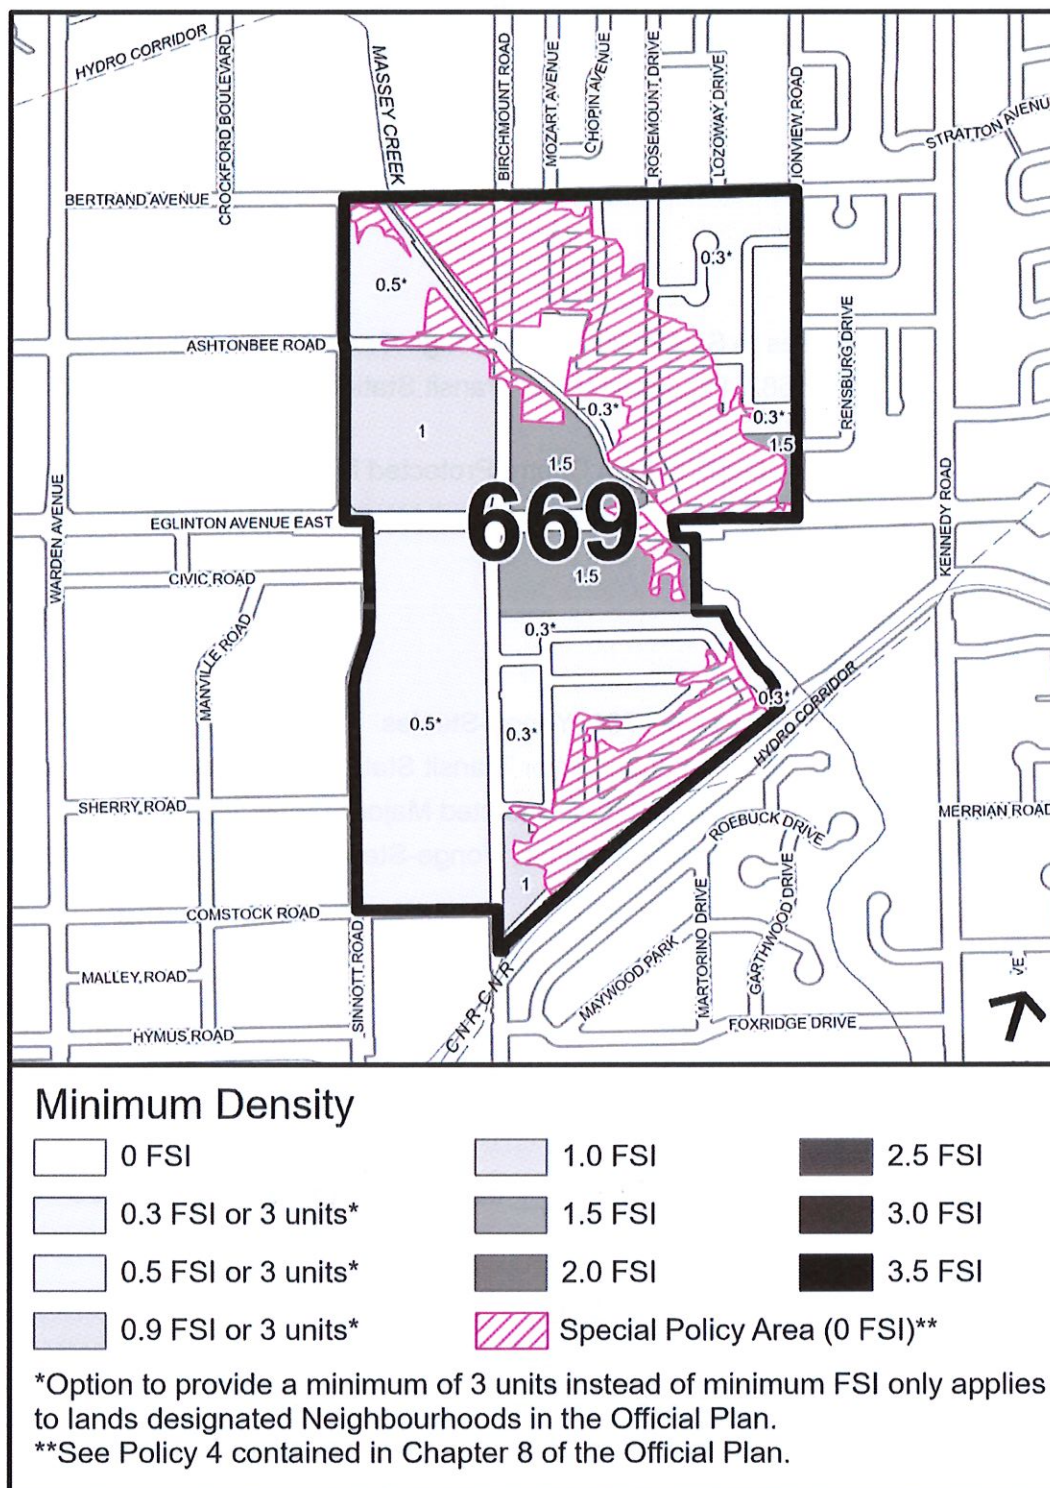 HYDRO CORRIDOR
CROCKFORD BOULEVARD
MASSEY CREEK
BIRCHMOUNT ROAD
MOZART AVENUE
CHOPIN AVENUE
ROSEMOUNT DRIVE
LOZOWAY DRIVE
IONVIEW ROAD
STRATTON AVENU
BERTRAND AVENUE
0.3*
0.5*
RENSBURG DRIVE
ASHTONBEE ROAD
0.3*
0.3*
1
1.5
1.5
WARDEN AVENUE
KENNEDY ROAD
EGLINTON AVENUE EAST
669
CIVIC ROAD
1.5
MANVILLE ROAD
0.3*
0.3*
HYDRO CORRIDOR
0.5*
0.3*
SHERRY ROAD
MERRIAN ROAD
ROEBUCK DRIVE
1
COMSTOCK ROAD
SINNOTT ROAD
MARTORINO DRIVE
GARTHWOOD DRIVE
MALLEY ROAD
MAYWOOD PARK
VE
CNR-CNR
HYMUS ROAD
FOXRIDGE DRIVE
Minimum Density
0 FSI
0.3 FSI or 3 units*
0.5 FSI or 3 units*
0.9 FSI or 3 units*
1.0 FSI
1.5 FSI
2.0 FSI
Special Policy Area (0 FSI)**
2.5 FSI
3.0 FSI
3.5 FSI
*Option to provide a minimum of 3 units instead of minimum FSI only applies
to lands designated Neighbourhoods in the Official Plan.
**See Policy 4 contained in Chapter 8 of the Official Plan.